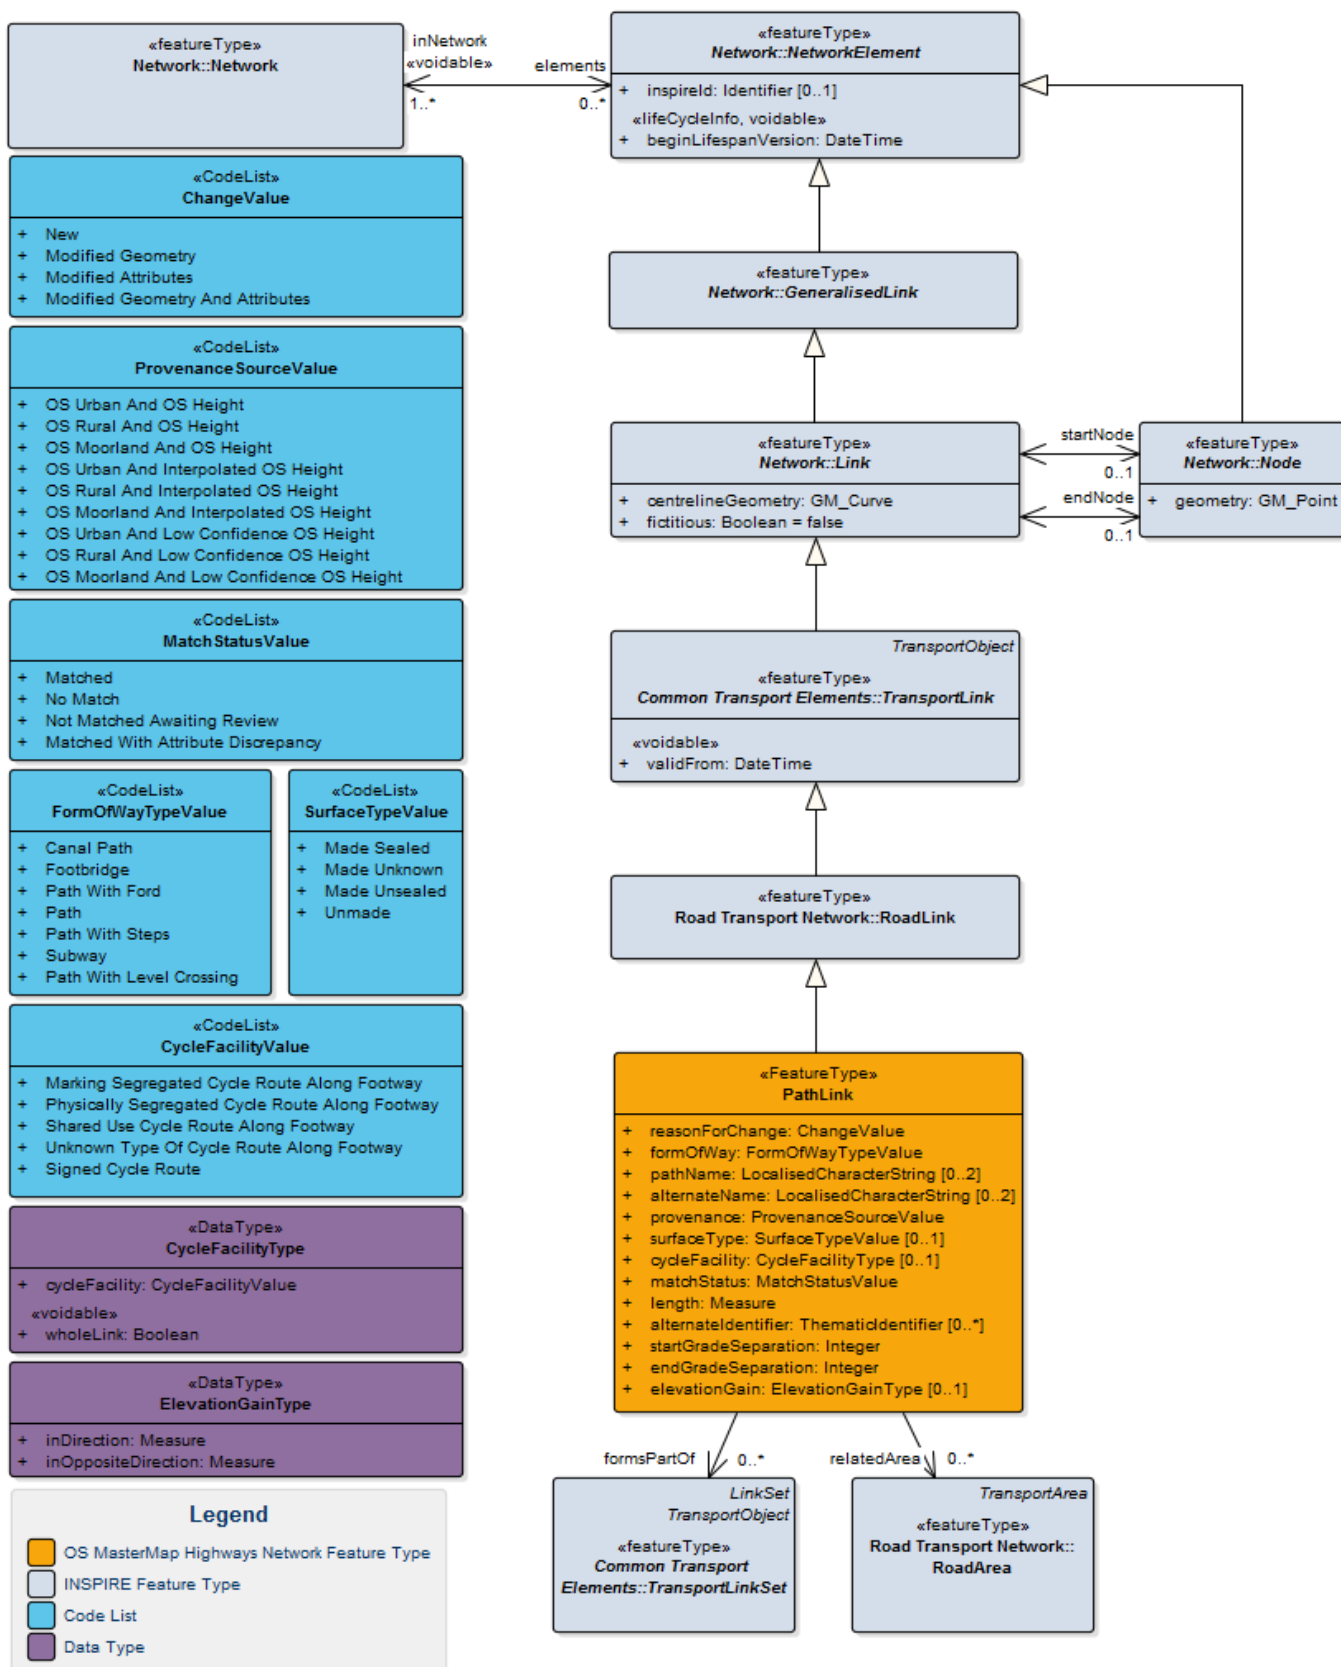 «featureType»
Network::Network
inNetwork
«voidable»
elements
1..*
0..*
«featureType»
Network::NetworkElement
+ inspireId: Identifier [0..1]
«lifeCycleInfo, voidable»
+ beginLifespanVersion: DateTime
«CodeList»
ChangeValue
+ New
+ Modified Geometry
+ Modified Attributes
+ Modified Geometry And Attributes
«featureType»
Network::GeneralisedLink
«CodeList»
ProvenanceSourceValue
+ OS Urban And OS Height
+ OS Rural And OS Height
+ OS Moorland And OS Height
+ OS Urban And Interpolated OS Height
+ OS Rural And Interpolated OS Height
+ OS Moorland And Interpolated OS Height
+ OS Urban And Low Confidence OS Height
+ OS Rural And Low Confidence OS Height
+ OS Moorland And Low Confidence OS Height
«featureType»
Network::Link
+ centrelineGeometry: GM_Curve
+ fictitious: Boolean = false
startNode
0..1
endNode
0..1
«featureType»
Network::Node
+ geometry: GM_Point
«CodeList»
MatchStatusValue
+ Matched
+ No Match
+ Not Matched Awaiting Review
+ Matched With Attribute Discrepancy
TransportObject
«featureType»
Common Transport Elements::TransportLink
«voidable»
+ validFrom: DateTime
«CodeList»
FormOfWayTypeValue
+ Canal Path
+ Footbridge
+ Path With Ford
+ Path
+ Path With Steps
+ Subway
+ Path With Level Crossing
«CodeList»
SurfaceTypeValue
+ Made Sealed
+ Made Unknown
+ Made Unsealed
+ Unmade
«featureType»
Road Transport Network::RoadLink
«CodeList»
CycleFacilityValue
+ Marking Segregated Cycle Route Along Footway
+ Physically Segregated Cycle Route Along Footway
+ Shared Use Cycle Route Along Footway
+ Unknown Type Of Cycle Route Along Footway
+ Signed Cycle Route
«FeatureType»
PathLink
+ reasonForChange: ChangeValue
+ formOfWay: FormOfWayTypeValue
+ pathName: LocalisedCharacterString [0..2]
+ alternateName: LocalisedCharacterString [0..2]
+ provenance: ProvenanceSourceValue
+ surfaceType: SurfaceTypeValue [0..1]
+ cycleFacility: CycleFacilityType [0..1]
+ matchStatus: MatchStatusValue
+ length: Measure
+ alternateIdentifier: ThematicIdentifier [0..*]
+ startGradeSeparation: Integer
+ endGradeSeparation: Integer
+ elevationGain: ElevationGainType [0..1]
«DataType»
CycleFacilityType
+ cycleFacility: CycleFacilityValue
«voidable»
+ wholeLink: Boolean
«DataType»
ElevationGainType
+ inDirection: Measure
+ inOppositeDirection: Measure
formsPartOf
0..*
relatedArea
0..*
LinkSet
TransportObject
«featureType»
Common Transport
Elements::TransportLinkSet
TransportArea
«featureType»
Road Transport Network::
RoadArea
Legend
OS MasterMap Highways Network Feature Type
INSPIRE Feature Type
Code List
Data Type